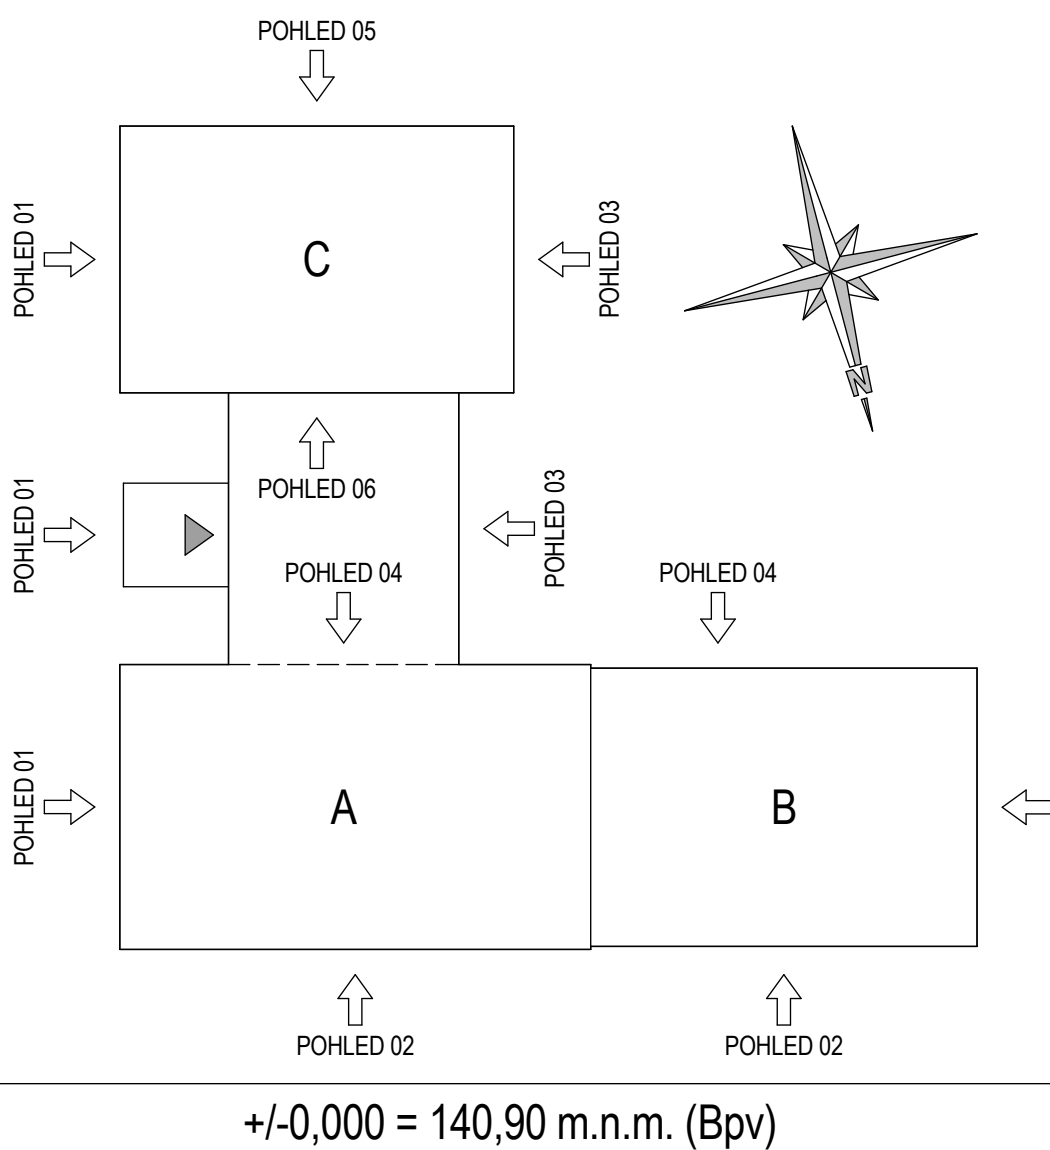 POHLED 05
POHLED 01
C
POHLED 03
N
POHLED 06
POHLED 01
POHLED 03
POHLED 04
POHLED 04
POHLED 01
A
B
POHLED 02
POHLED 02
+/-0,000 = 140,90 m.n.m. (Bpv)